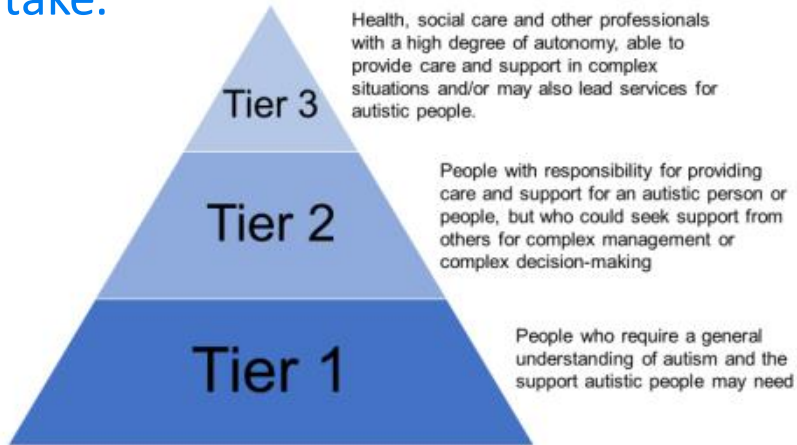 take.
Health, social care and other professionals
with a high degree of autonomy, able to
provide care and support in complex
situations and/or may also lead services for
autistic people.
Tier 3
People with responsibility for providing
care and support for an autistic person or
people, but who could seek support from
others for complex management or
complex decision-making
Tier 2
People who require a general
understanding of autism and the
support autistic people may need
Tier 1